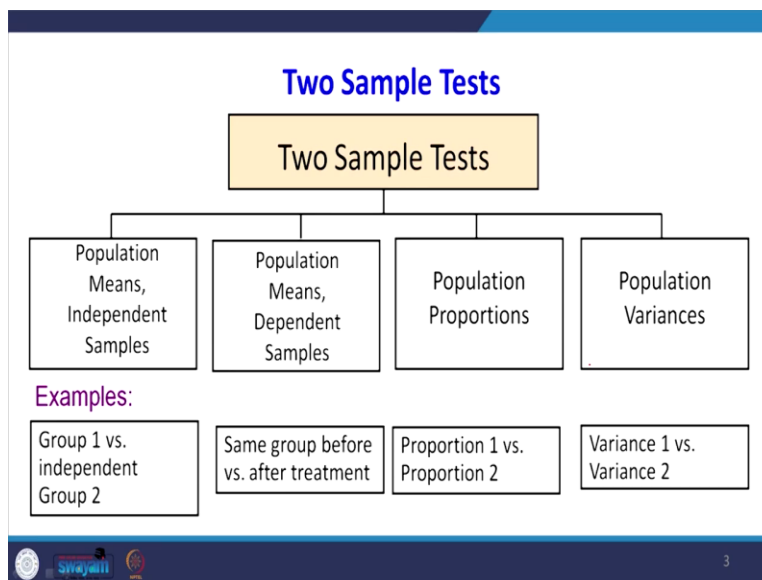 Two Sample Tests
Two Sample Tests
Population
Means,
Independent
Samples
Population
Means,
Dependent
Samples
Population
Proportions
Population
Variances
Examples:
Group 1 vs.
independent
Group 2
Same group before
vs. after treatment
Proportion 1 vs.
Proportion 2
Variance 1 vs.
Variance 2
swayam
3